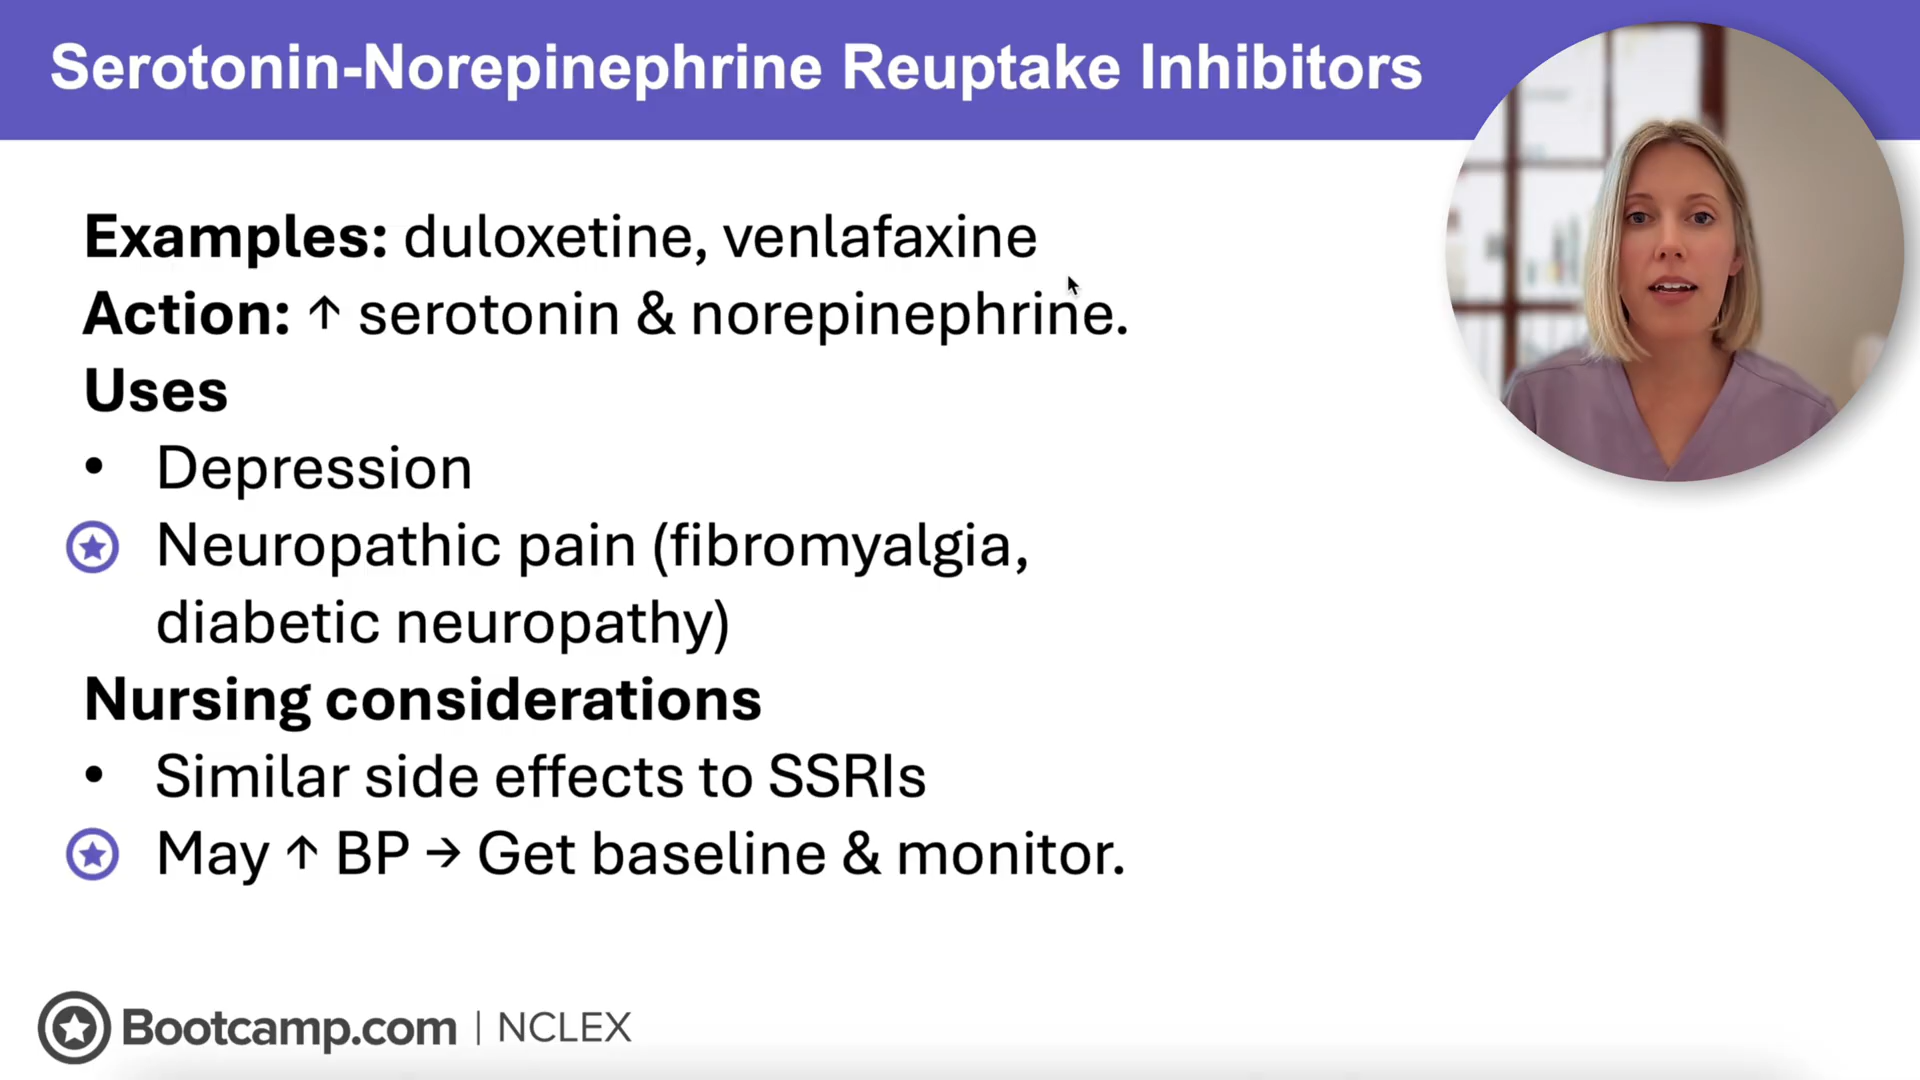 Serotonin-Norepinephrine Reuptake Inhibitors
Examples: duloxetine, venlafaxine
Action: ↑ serotonin & norepinephrine.
Uses
• Depression
Neuropathic pain (fibromyalgia,
diabetic neuropathy)
Nursing considerations
• Similar side effects to SSRIs
May ↑ BP → Get baseline & monitor.
Bootcamp.com | NCLEX